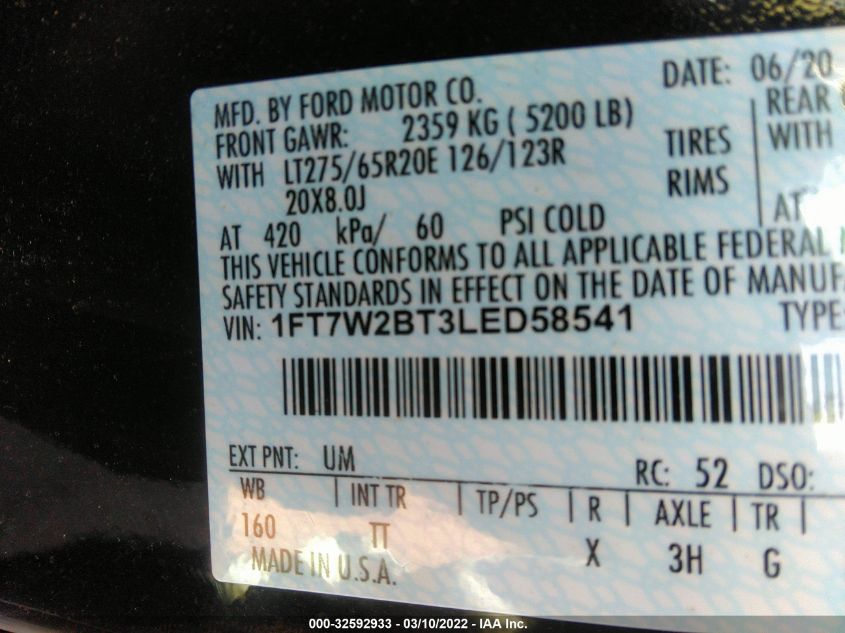 DATE: 06/20
MFD. BY FORD MOTOR CO.
FRONT GAWR: 2359 KG ( 5200 LB)
REAR
WITH LT275/65R20E 126/123R TIRES
WITH
20X8.0J RIMS
AT 420 kPa/ 60 PSI COLD
AT
THIS VEHICLE CONFORMS TO ALL APPLICABLE FEDERAL
SAFETY STANDARDS IN EFFECT ON THE DATE OF MANUF
VIN: 1FT7W2BT3LED58541 TYPE:
EXT PNT: UM RC: 52 DSO:
WB | INT TR | TP/PS | R | AXLE | TR |
160 TT X 3H G
MADE IN U.S.A.
000-32592933 - 03/10/2022 - IAA Inc.